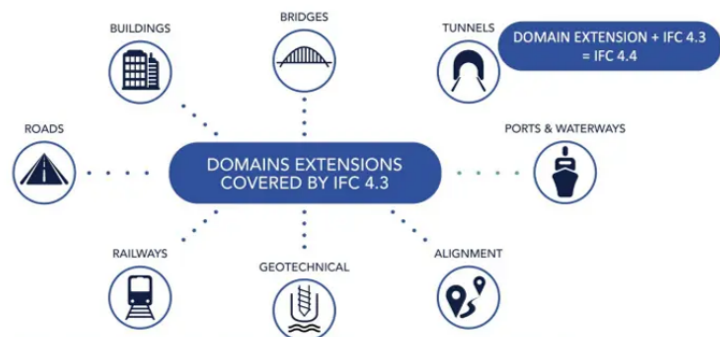 BRIDGES
BUILDINGS
TUNNELS
DOMAIN EXTENSION + IFC 4.3
= IFC 4.4
ROADS
PORTS & WATERWAYS
DOMAINS EXTENSIONS
COVERED BY IFC 4.3
RAILWAYS
GEOTECHNICAL
ALIGNMENT